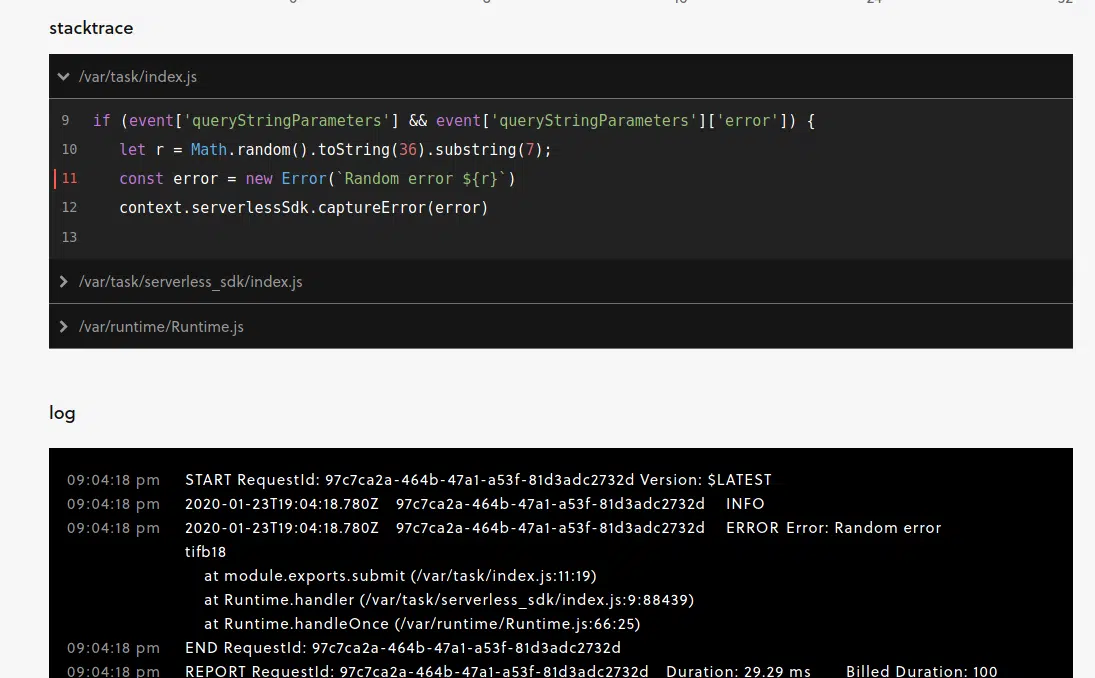 stacktrace
/var/task/index.js
9 if (event['queryStringParameters'] && event['queryStringParameters']['error']) {
10 let r = Math.random().toString(36).substring(7);
11 const error = new Error(`Random error ${r}`)
12 context.serverlessSdk.captureError(error)
13
/var/task/serverless_sdk/index.js
/var/runtime/Runtime.js
log
09:04:18 pm START RequestId: 97c7ca2a-464b-47a1-a53f-81d3adc2732d Version: $LATEST
09:04:18 pm 2020-01-23T19:04:18.780Z 97c7ca2a-464b-47a1-a53f-81d3adc2732d INFO
09:04:18 pm 2020-01-23T19:04:18.780Z 97c7ca2a-464b-47a1-a53f-81d3adc2732d ERROR Error: Random error
tifb18
at module.exports.submit (/var/task/index.js:11:19)
at Runtime.handler (/var/task/serverless_sdk/index.js:9:88439)
at Runtime.handleOnce (/var/runtime/Runtime.js:66:25)
09:04:18 pm END RequestId: 97c7ca2a-464b-47a1-a53f-81d3adc2732d
09:04:18 pm REPORT RequestId: 97c7ca2a-464b-47a1-a53f-81d3adc2732d Duration: 29.29 ms Billed Duration: 100